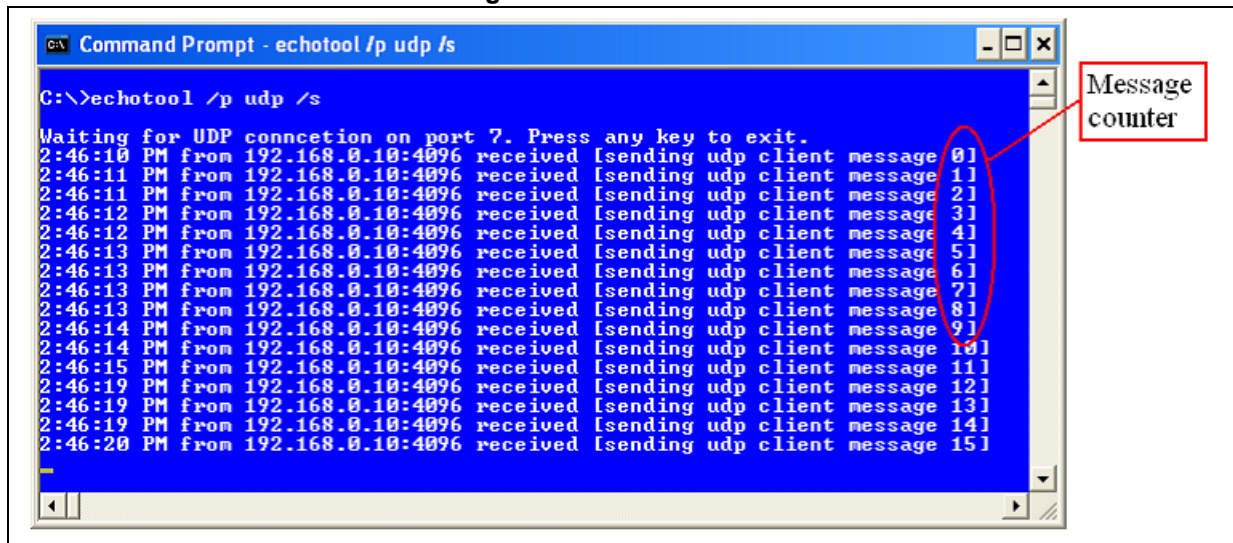 Command Prompt - echotool /p udp /s
C:\>echotool /p udp /s
Waiting for UDP conncetion on port 7. Press any key to exit.
2:46:10 PM from 192.168.0.10:4096 received [sending udp client message 0]
2:46:11 PM from 192.168.0.10:4096 received [sending udp client message 1]
2:46:11 PM from 192.168.0.10:4096 received [sending udp client message 2]
2:46:12 PM from 192.168.0.10:4096 received [sending udp client message 3]
2:46:12 PM from 192.168.0.10:4096 received [sending udp client message 4]
2:46:13 PM from 192.168.0.10:4096 received [sending udp client message 5]
2:46:13 PM from 192.168.0.10:4096 received [sending udp client message 6]
2:46:13 PM from 192.168.0.10:4096 received [sending udp client message 7]
2:46:13 PM from 192.168.0.10:4096 received [sending udp client message 8]
2:46:14 PM from 192.168.0.10:4096 received [sending udp client message 9]
2:46:14 PM from 192.168.0.10:4096 received [sending udp client message 10]
2:46:15 PM from 192.168.0.10:4096 received [sending udp client message 11]
2:46:19 PM from 192.168.0.10:4096 received [sending udp client message 12]
2:46:19 PM from 192.168.0.10:4096 received [sending udp client message 13]
2:46:19 PM from 192.168.0.10:4096 received [sending udp client message 14]
2:46:20 PM from 192.168.0.10:4096 received [sending udp client message 15]
Message
counter